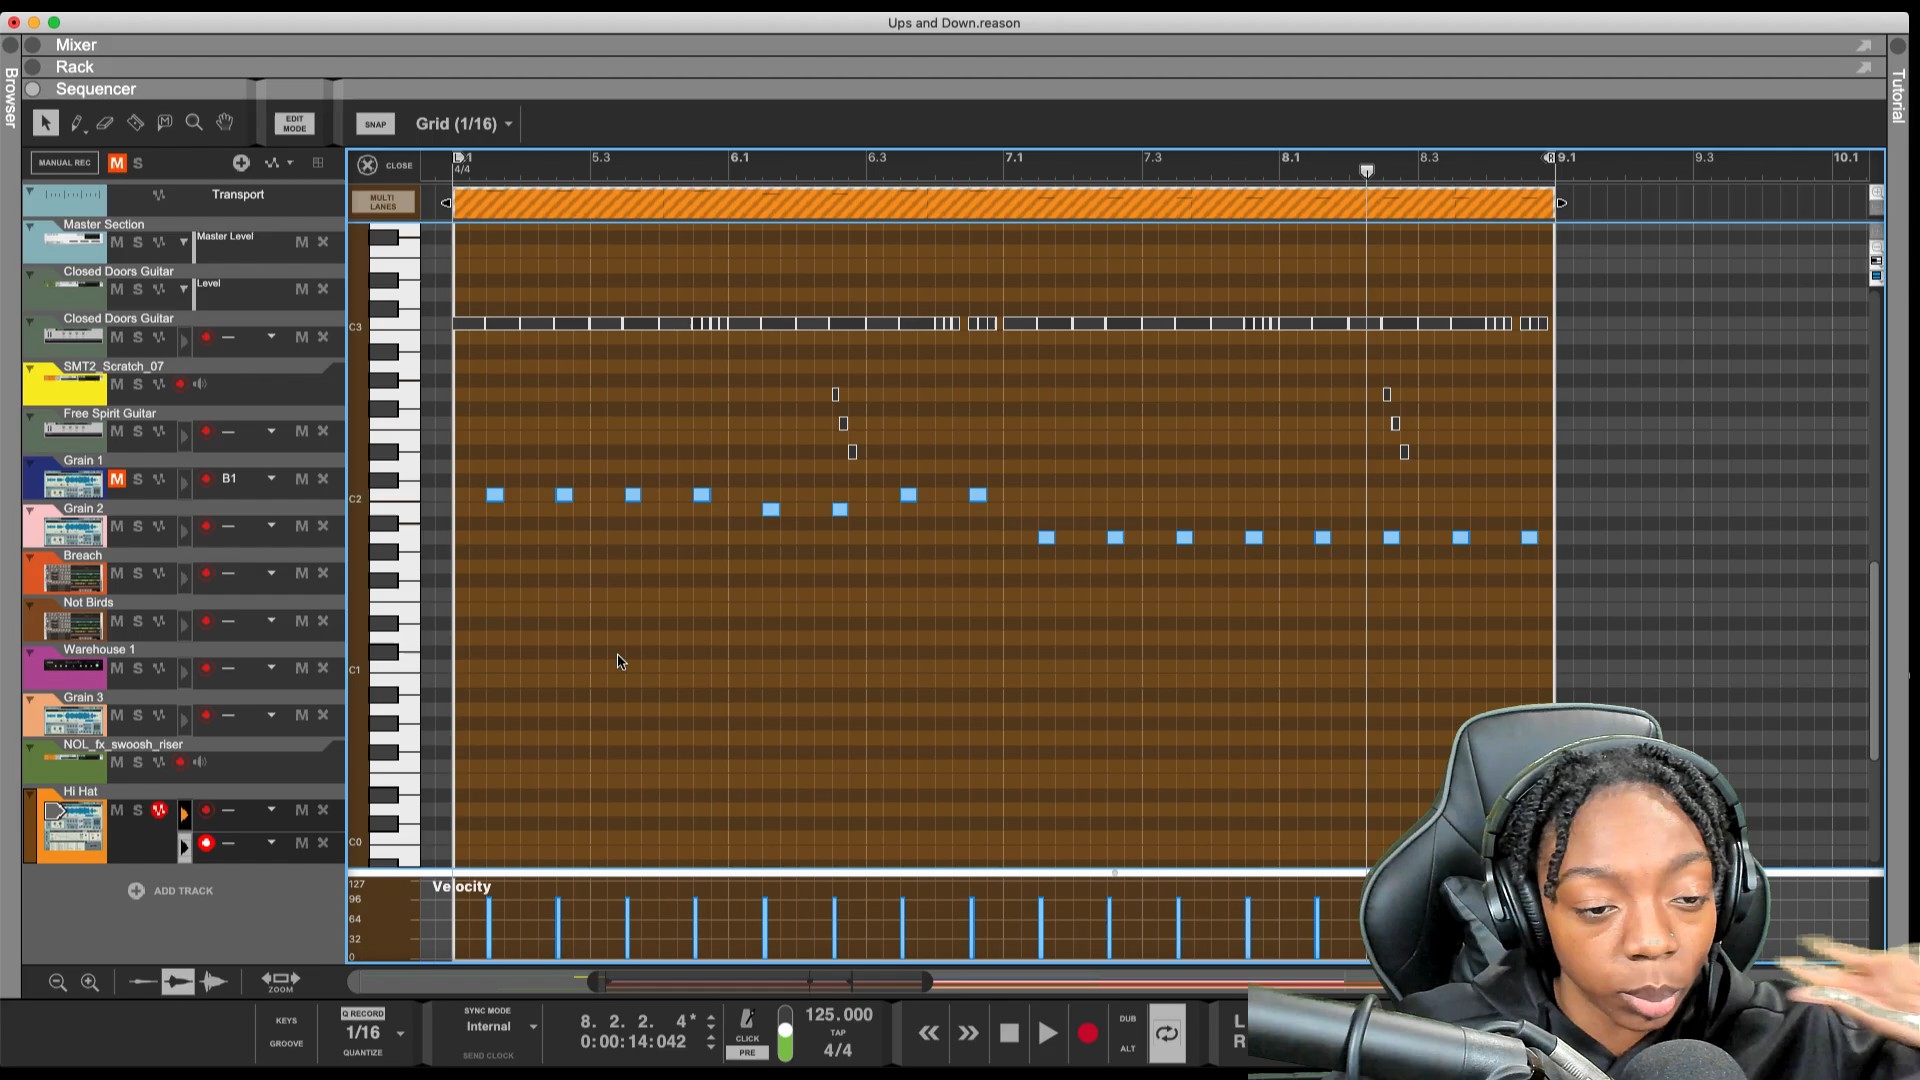 Ups and Down.reason
Mixer
Rack
Sequencer
Browser
Tutorial
EDIT MODE
SNAP
Grid (1/16)
MANUAL REC
M S
CLOSE
5.3 6.1 6.3 7.1 7.3 8.1 8.3 9.1 9.3 10.1
4/4
MULTI LANES
Transport
Master Section
M S Master Level M
Closed Doors Guitar
M S Level M
Closed Doors Guitar
M S M
SMT2_Scratch_07
M S
Free Spirit Guitar
M S M
Grain 1
M S B1 M
Grain 2
M S M
Breach
M S M
Not Birds
M S M
Warehouse 1
M S M
Grain 3
M S M
NOL_fx_swoosh_riser
M S
Hi Hat
M S M
M
ADD TRACK
C3
C2
C1
C0
Velocity
127
96
64
32
0
ZOOM
KEYS
GROOVE
Q RECORD
1/16
QUANTIZE
SYNC MODE
Internal
SEND CLOCK
8. 2. 2. 4*
0:00:14:042
CLICK
PRE
125.000
TAP
4/4
DUB
ALT
L
R